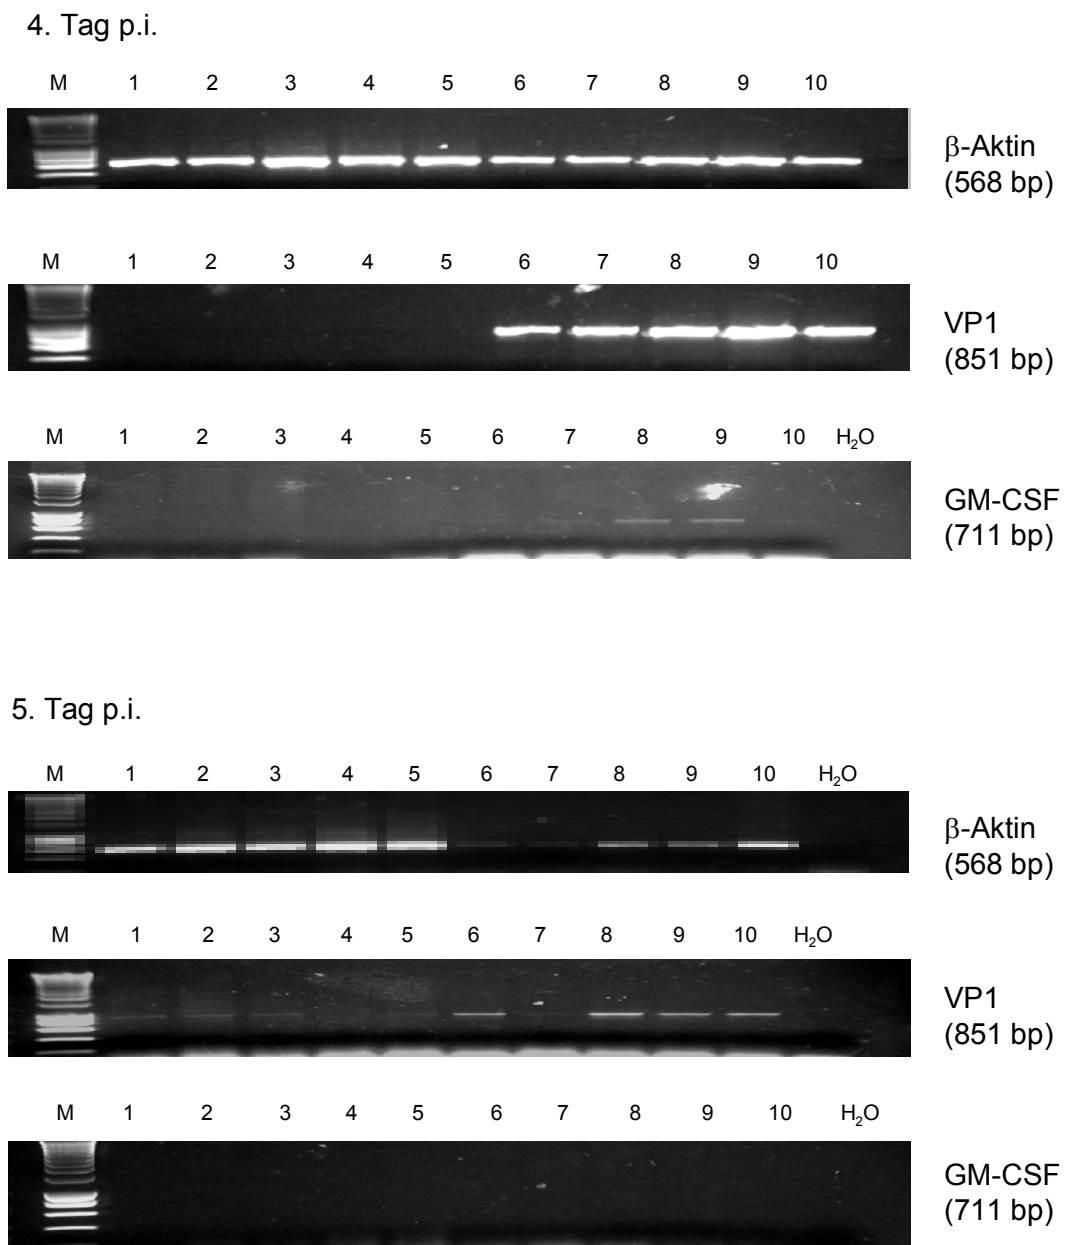 4. Tag p.i.
M 1 2 3 4 5 6 7 8 9 10
β-Aktin
(568 bp)
M 1 2 3 4 5 6 7 8 9 10
VP1
(851 bp)
M 1 2 3 4 5 6 7 8 9 10 H₂O
GM-CSF
(711 bp)
5. Tag p.i.
M 1 2 3 4 5 6 7 8 9 10 H₂O
β-Aktin
(568 bp)
M 1 2 3 4 5 6 7 8 9 10 H₂O
VP1
(851 bp)
M 1 2 3 4 5 6 7 8 9 10 H₂O
GM-CSF
(711 bp)